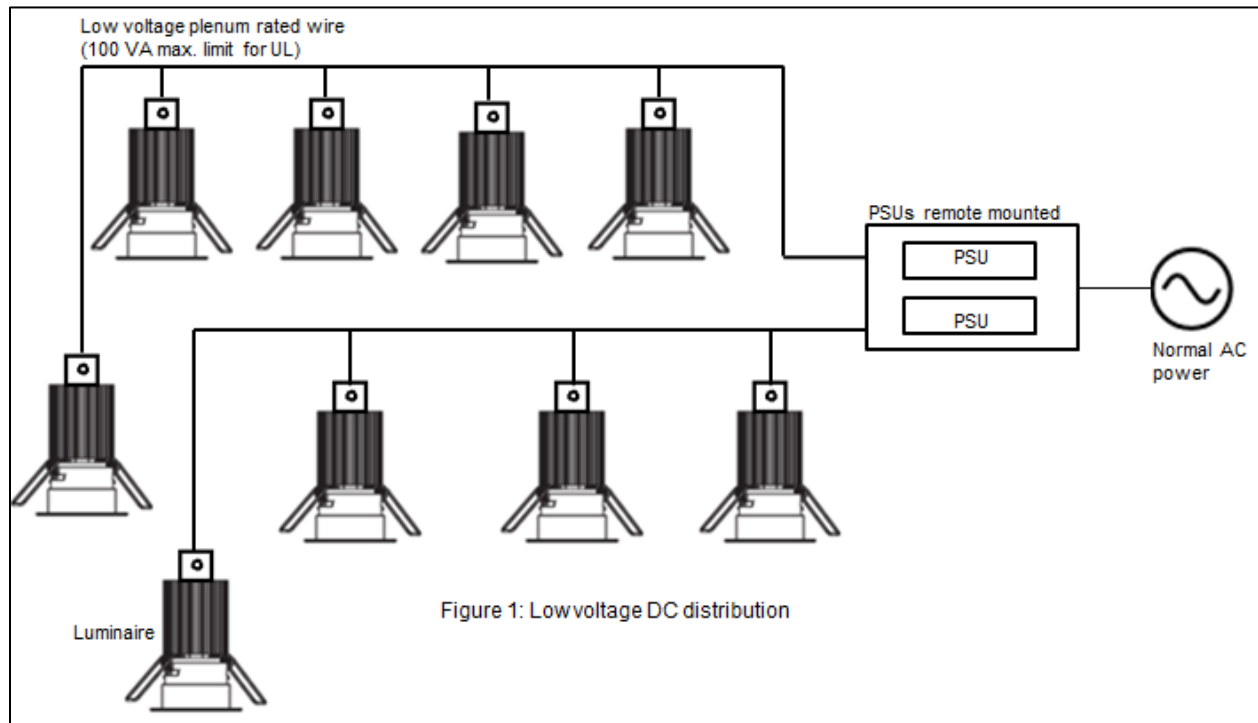 Low voltage plenum rated wire
(100 VA max. limit for UL)
PSUs remote mounted
PSU
PSU
Normal AC
power
Figure 1: Low voltage DC distribution
Luminaire